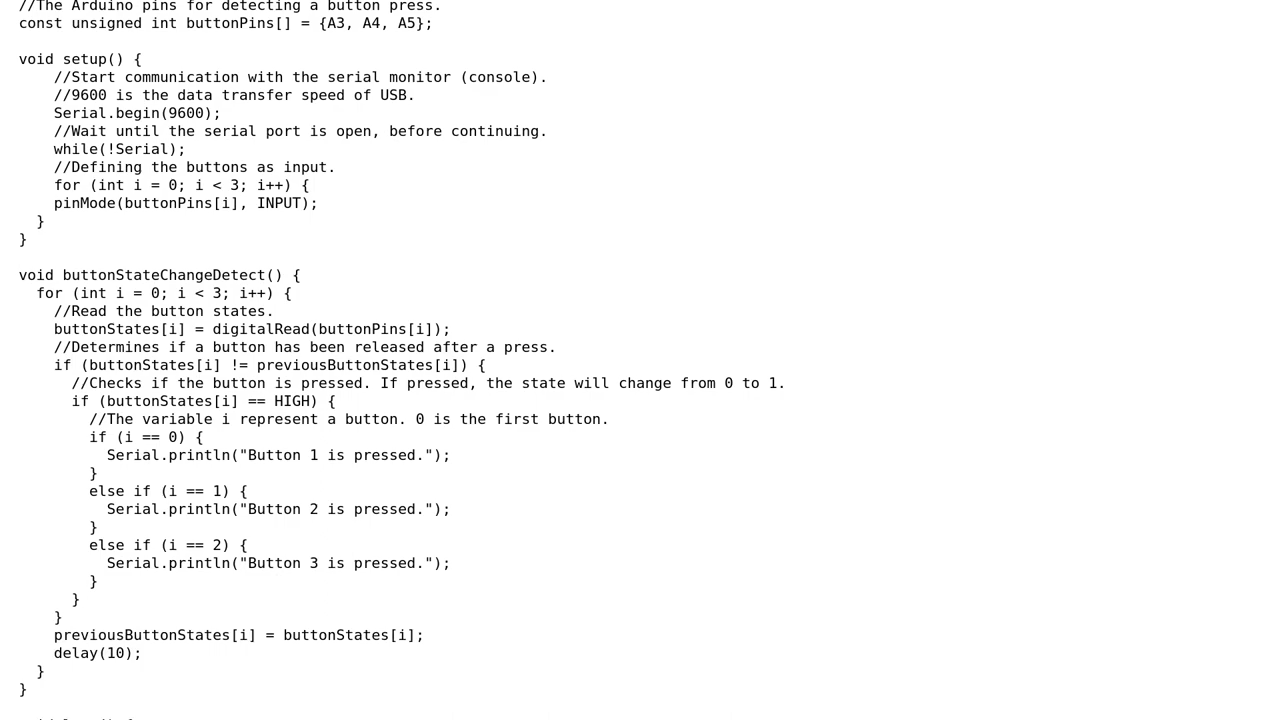 //The Arduino pins for detecting a button press.
const unsigned int buttonPins[] = {A3, A4, A5};

void setup() {
    //Start communication with the serial monitor (console).
    //9600 is the data transfer speed of USB.
    Serial.begin(9600);
    //Wait until the serial port is open, before continuing.
    while(!Serial);
    //Defining the buttons as input.
    for (int i = 0; i < 3; i++) {
    pinMode(buttonPins[i], INPUT);
  }
}

void buttonStateChangeDetect() {
  for (int i = 0; i < 3; i++) {
    //Read the button states.
    buttonStates[i] = digitalRead(buttonPins[i]);
    //Determines if a button has been released after a press.
    if (buttonStates[i] != previousButtonStates[i]) {
      //Checks if the button is pressed. If pressed, the state will change from 0 to 1.
      if (buttonStates[i] == HIGH) {
        //The variable i represent a button. 0 is the first button.
        if (i == 0) {
          Serial.println("Button 1 is pressed.");
        }
        else if (i == 1) {
          Serial.println("Button 2 is pressed.");
        }
        else if (i == 2) {
          Serial.println("Button 3 is pressed.");
        }
      }
    }
    previousButtonStates[i] = buttonStates[i];
    delay(10);
  }
}